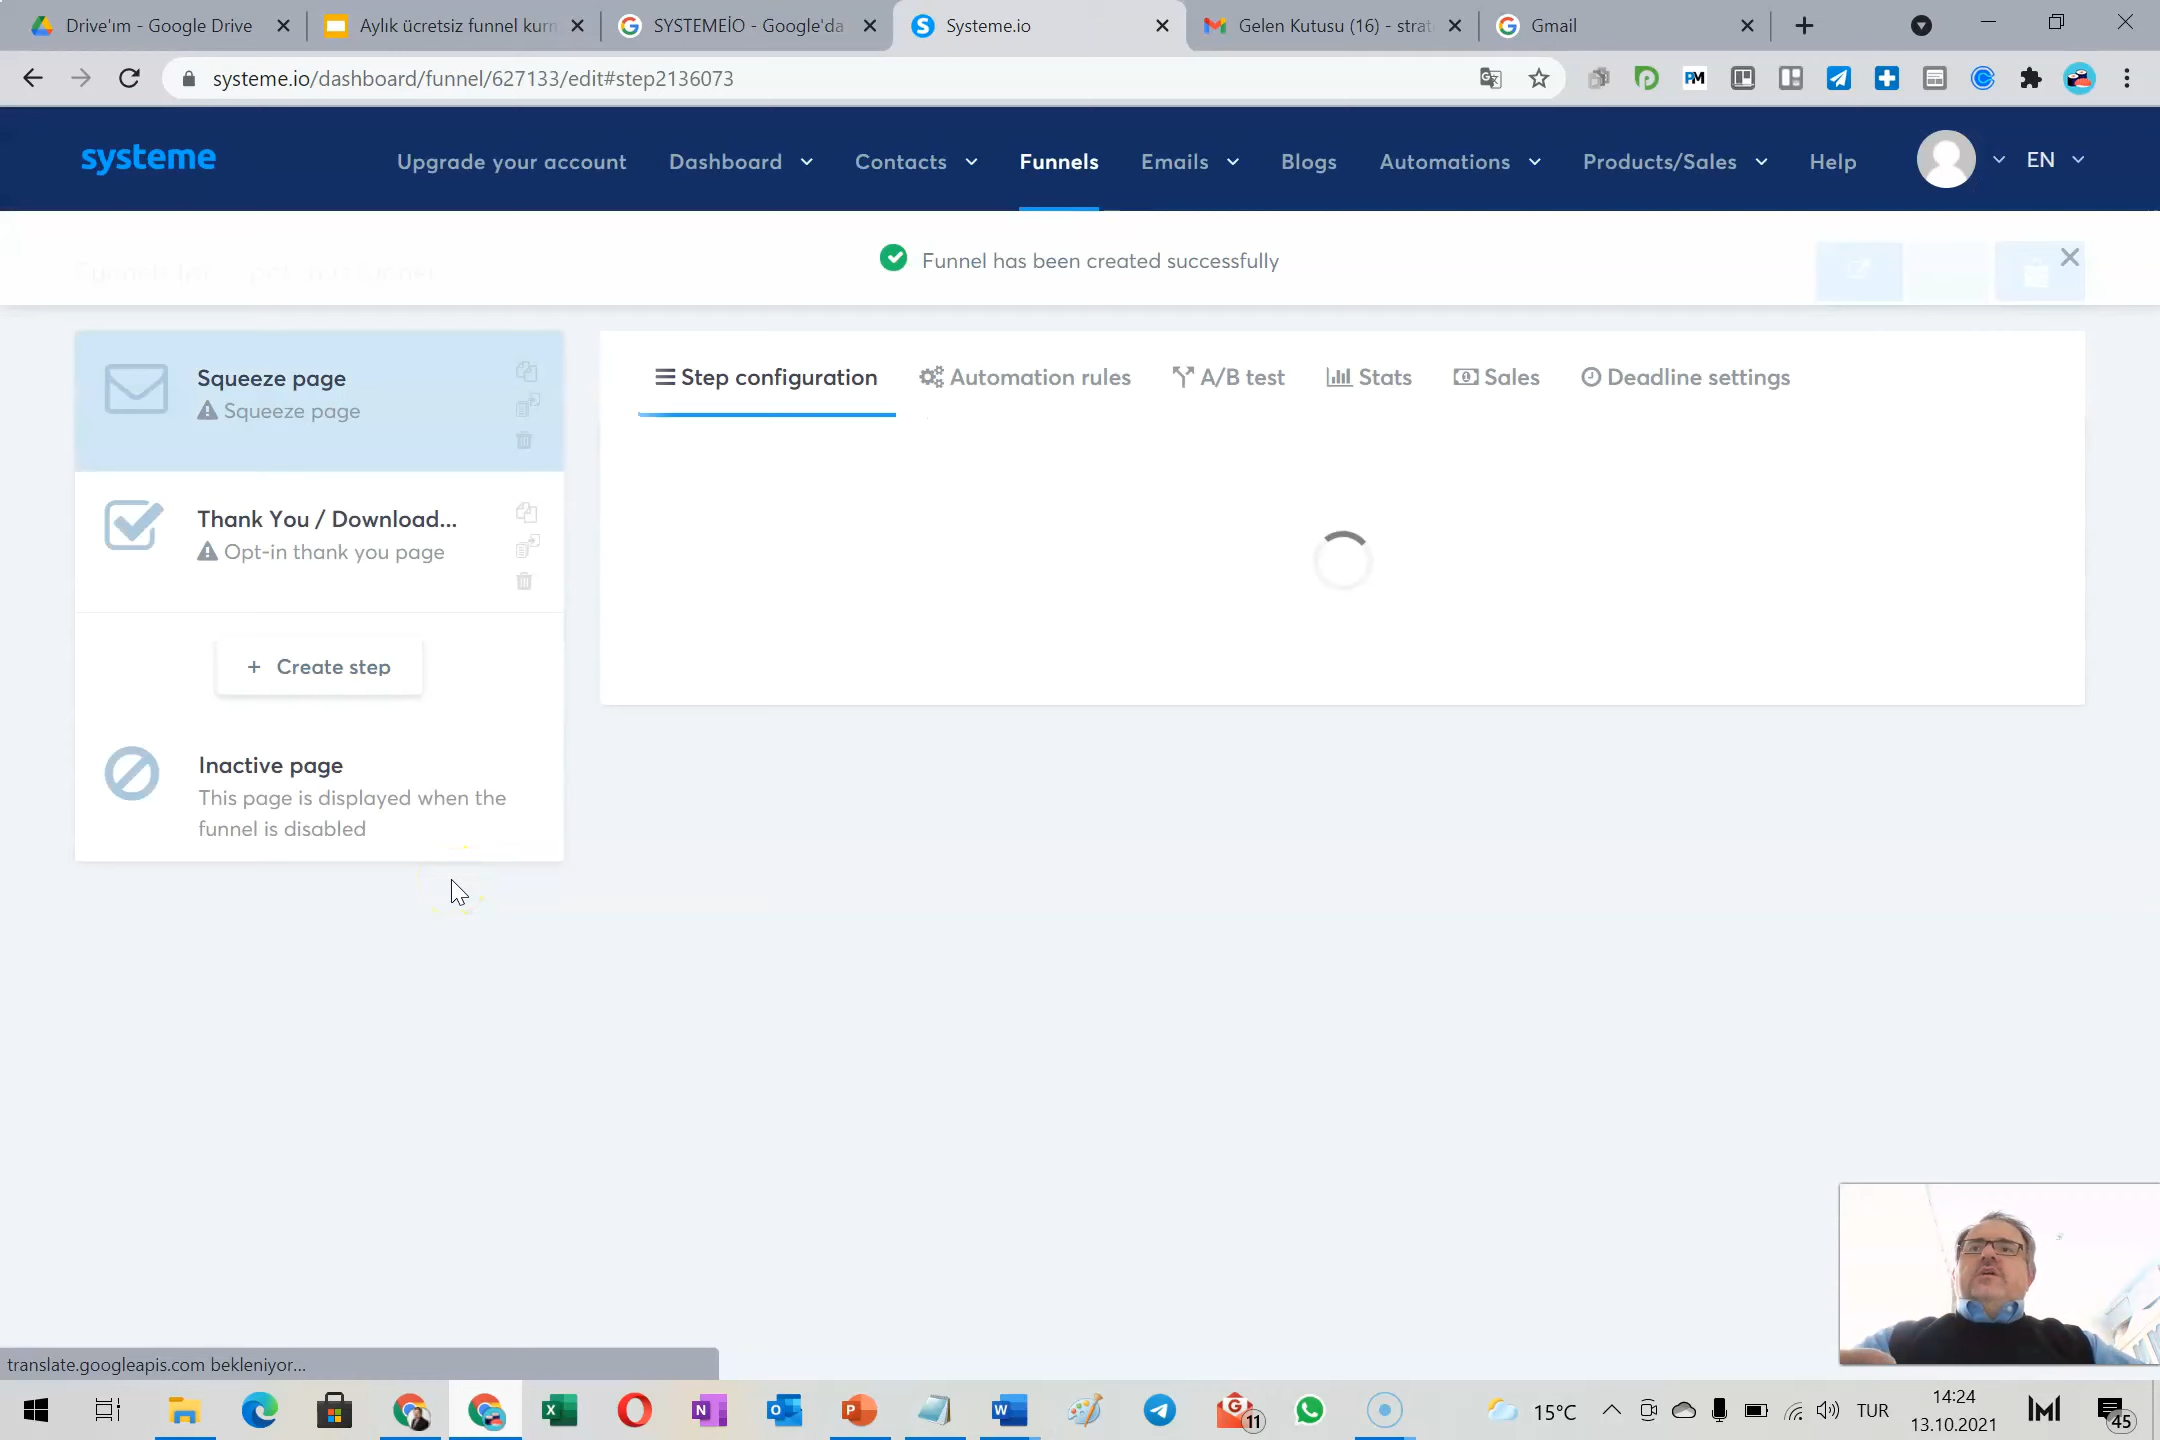 Drive'ım - Google Drive
Aylık ücretsiz funnel kurm
SYSTEMEİO - Google'da
Systeme.io
Gelen Kutusu (16) - strat
Gmail
systeme.io/dashboard/funnel/627133/edit#step2136073
PM
systeme
Upgrade your account
Dashboard
Contacts
Funnels
Emails
Blogs
Automations
Products/Sales
Help
EN
Funnel has been created successfully
Squeeze page
Squeeze page
Thank You / Download...
Opt-in thank you page
+ Create step
Inactive page
This page is displayed when the
funnel is disabled
Step configuration
Automation rules
A/B test
Stats
Sales
Deadline settings
translate.googleapis.com bekleniyor...
11
15°C
TUR
14:24
13.10.2021
45